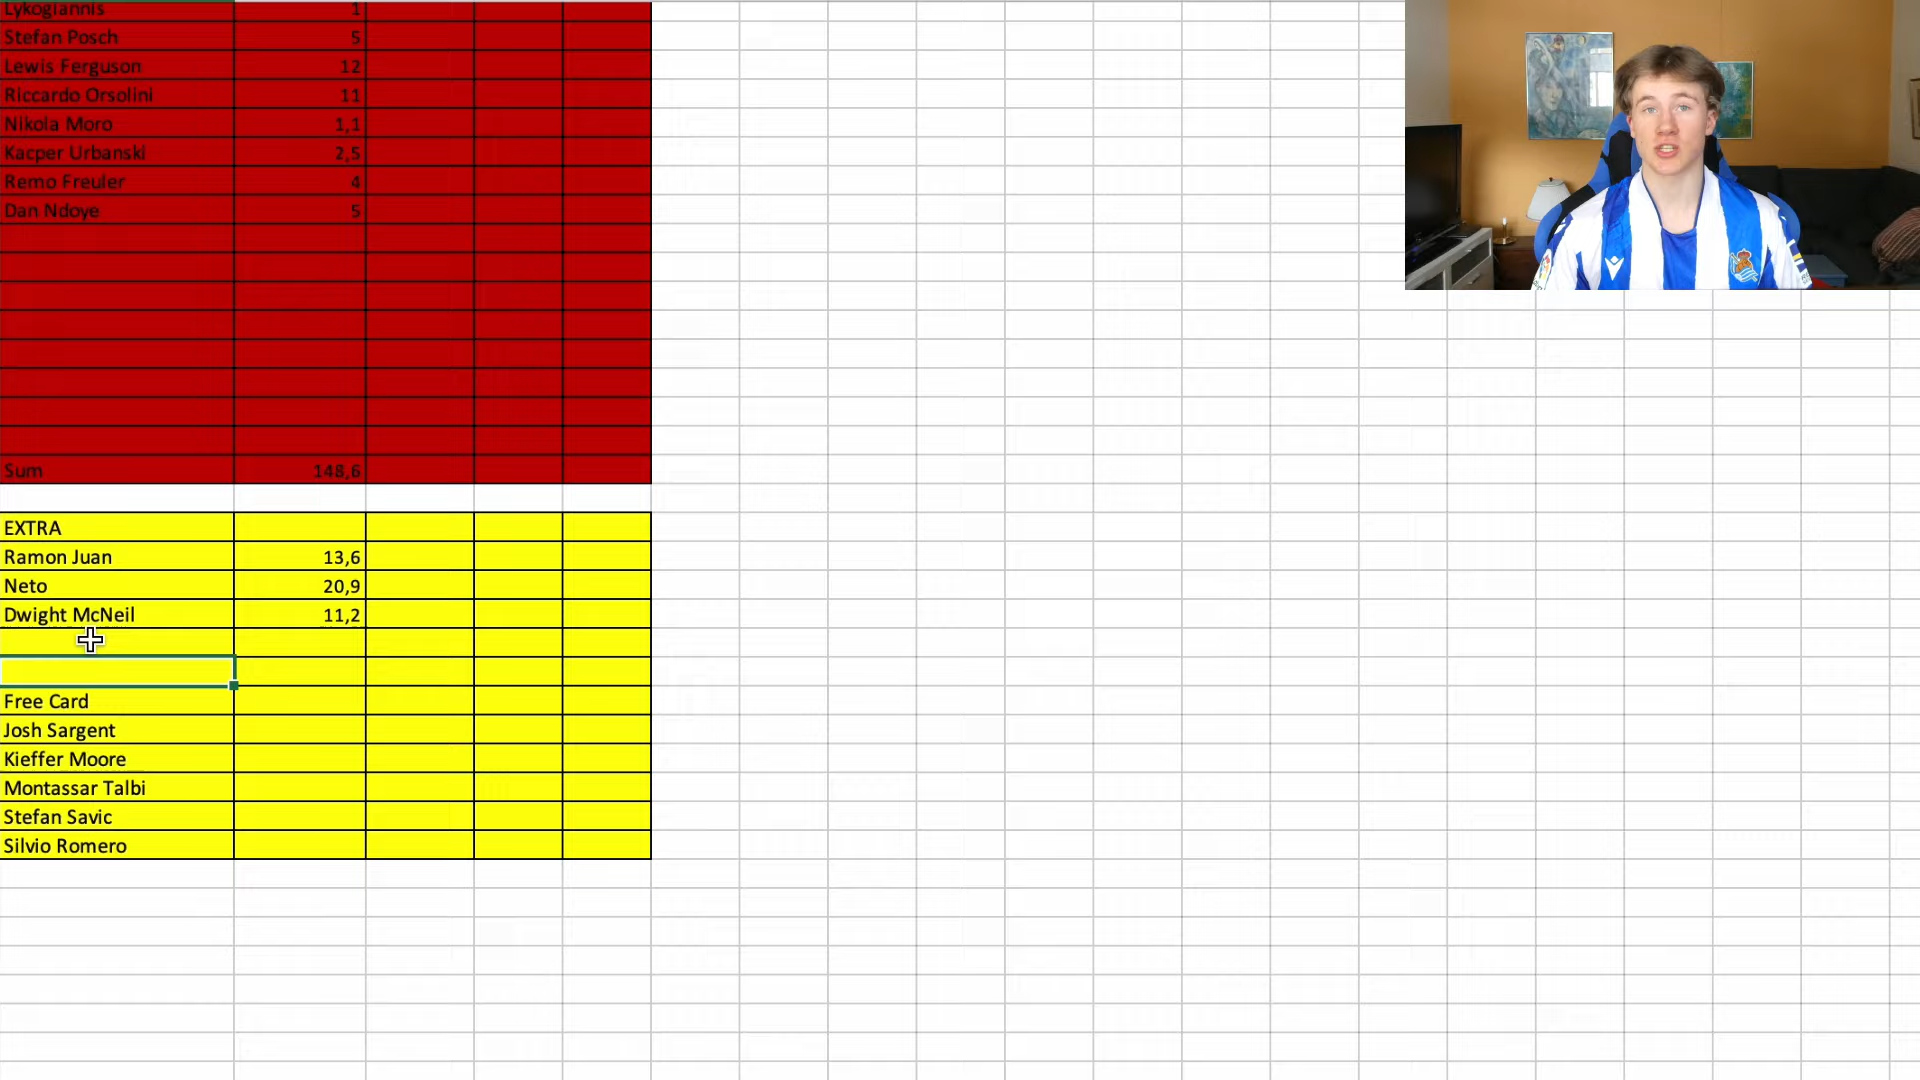 Lykogiannis 1
Stefan Posch 5
Lewis Ferguson 12
Riccardo Orsolini 11
Nikola Moro 1,1
Kacper Urbanski 2,5
Remo Freuler 4
Dan Ndoye 5
Sum 148,6
EXTRA
Ramon Juan 13,6
Neto 20,9
Dwight McNeil 11,2
Free Card
Josh Sargent
Kieffer Moore
Montassar Talbi
Stefan Savic
Silvio Romero